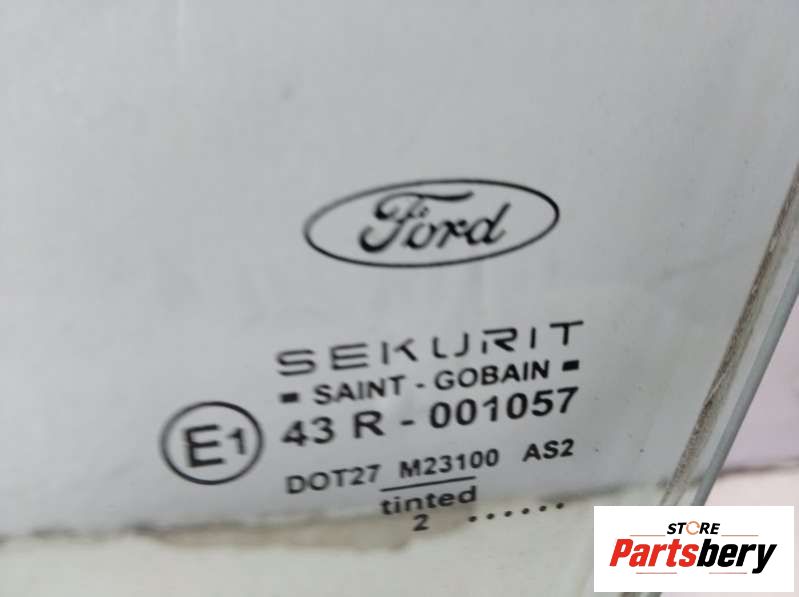 Ford
SEKURIT
SAINT - GOBAIN
E1 43 R - 001057
DOT27 M23100 AS2
tinted
2 ......
STORE
Partsbery